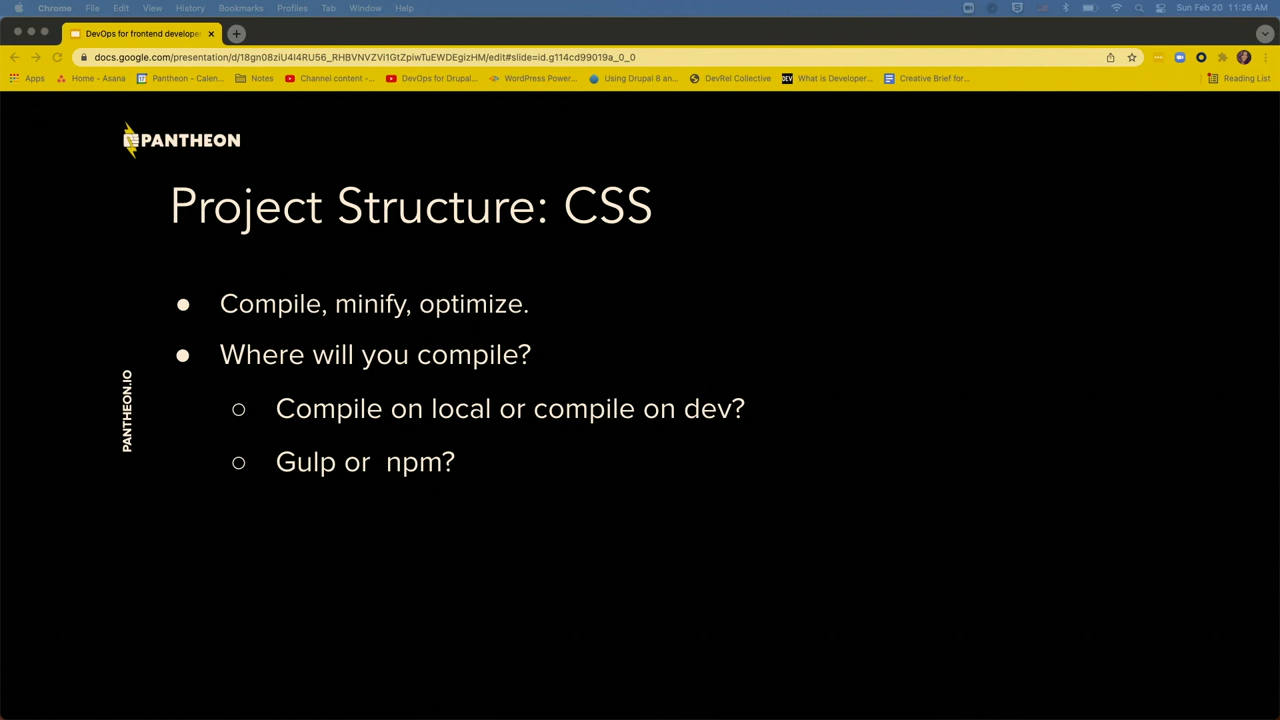 Chrome File Edit View History Bookmarks Profiles Tab Window Help Sun Feb 20 11:26 AM
DevOps for frontend develope
docs.google.com/presentation/d/18gn08ziU4I4RU56_RHBVNVZVi1GtZpiwTuEWDEgizHM/edit#slide=id.g114cd99019a_0_0
Apps Home - Asana Pantheon - Calen... Notes Channel content -... DevOps for Drupal... WordPress Power... Using Drupal 8 and... DevRel Collective DEV What is Developer... Creative Brief for... Reading List
PANTHEON
Project Structure: CSS
● Compile, minify, optimize.
● Where will you compile?
○ Compile on local or compile on dev?
○ Gulp or npm?
PANTHEON.IO